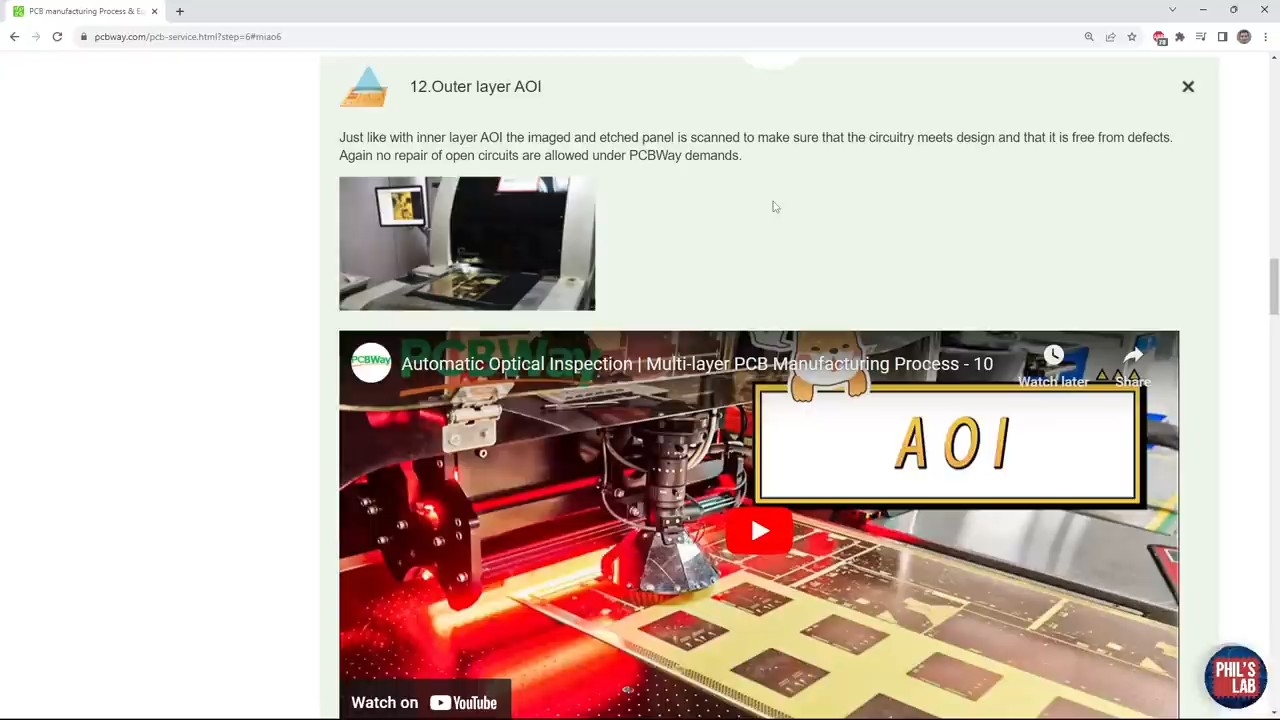 PCB manufacturing Process & Eq
pcbway.com/pcb-service.html?step=6#miao6
12.Outer layer AOI
Just like with inner layer AOI the imaged and etched panel is scanned to make sure that the circuitry meets design and that it is free from defects.
Again no repair of open circuits are allowed under PCBWay demands.
PCBWay
PCBWay
Automatic Optical Inspection | Multi-layer PCB Manufacturing Process - 10
Watch later
Share
AOI
Watch on YouTube
PHIL'S
LAB